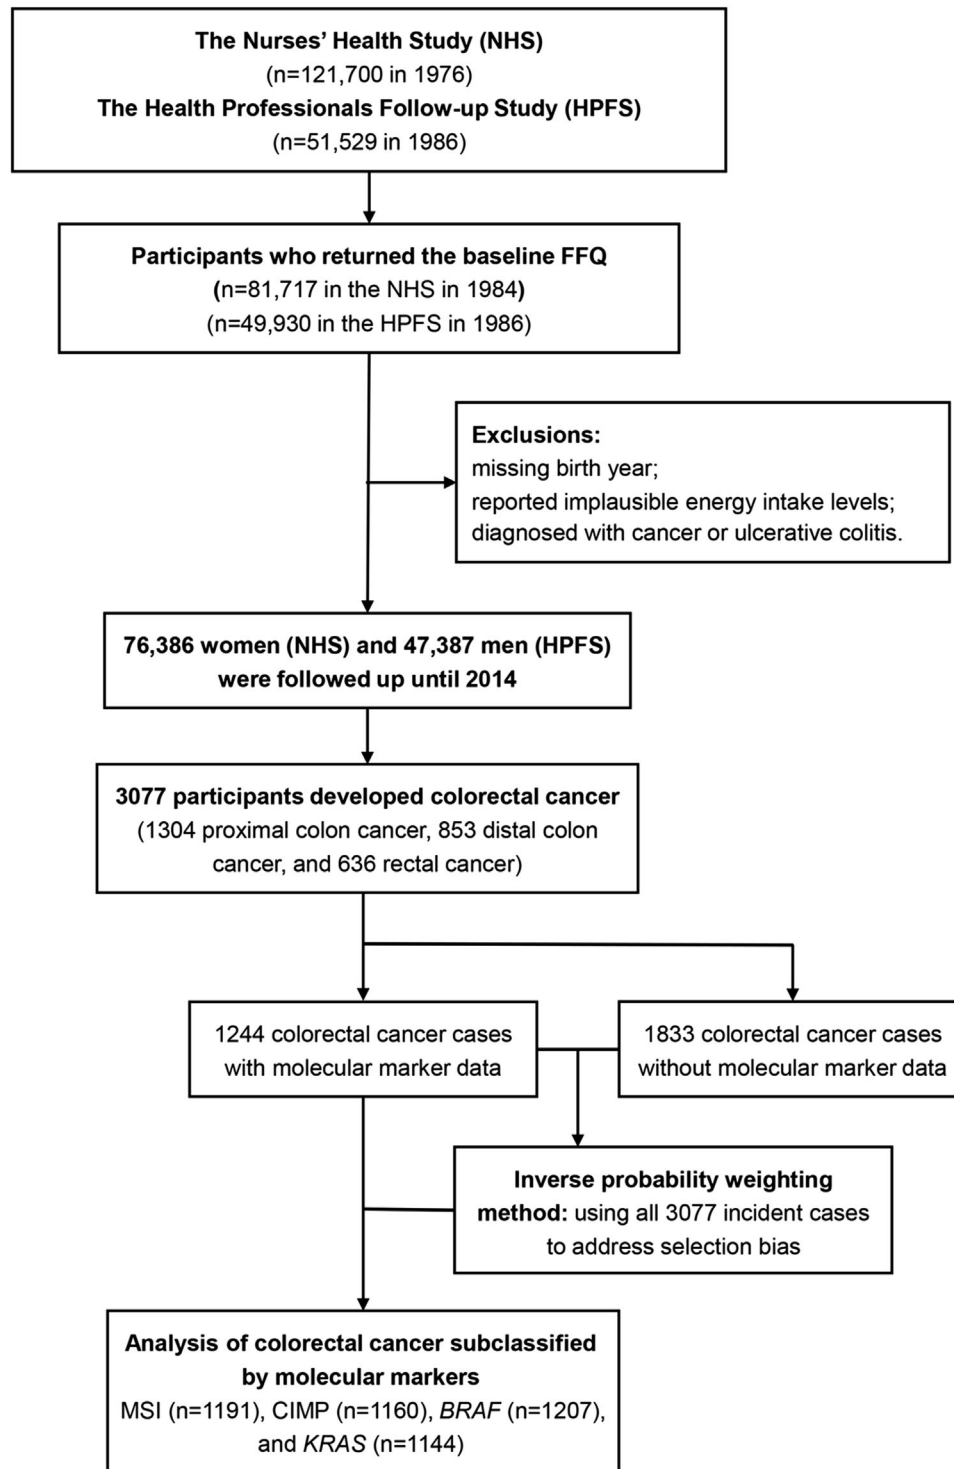 The Nurses’ Health Study (NHS)
(n=121,700 in 1976)
The Health Professionals Follow-up Study (HPFS)
(n=51,529 in 1986)
Participants who returned the baseline FFQ
(n=81,717 in the NHS in 1984)
(n=49,930 in the HPFS in 1986)
Exclusions:
missing birth year;
reported implausible energy intake levels;
diagnosed with cancer or ulcerative colitis.
76,386 women (NHS) and 47,387 men (HPFS)
were followed up until 2014
3077 participants developed colorectal cancer
(1304 proximal colon cancer, 853 distal colon
cancer, and 636 rectal cancer)
1244 colorectal cancer cases
with molecular marker data
1833 colorectal cancer cases
without molecular marker data
Inverse probability weighting
method: using all 3077 incident cases
to address selection bias
Analysis of colorectal cancer subclassified
by molecular markers
MSI (n=1191), CIMP (n=1160), BRAF (n=1207),
and KRAS (n=1144)